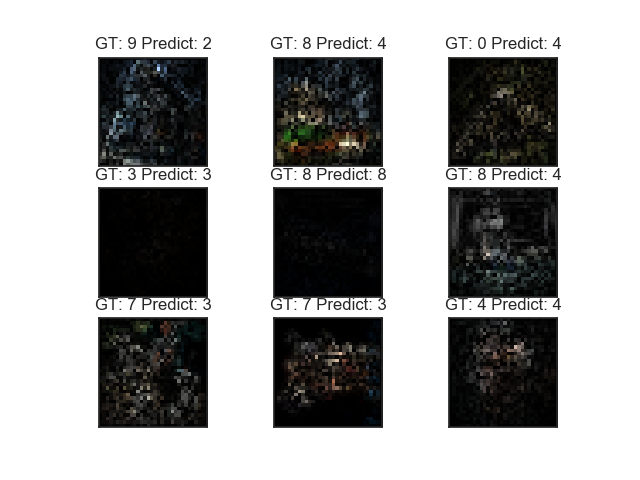 GT: 9 Predict: 2
GT: 8 Predict: 4
GT: 0 Predict: 4
GT: 3 Predict: 3
GT: 8 Predict: 8
GT: 8 Predict: 4
GT: 7 Predict: 3
GT: 7 Predict: 3
GT: 4 Predict: 4